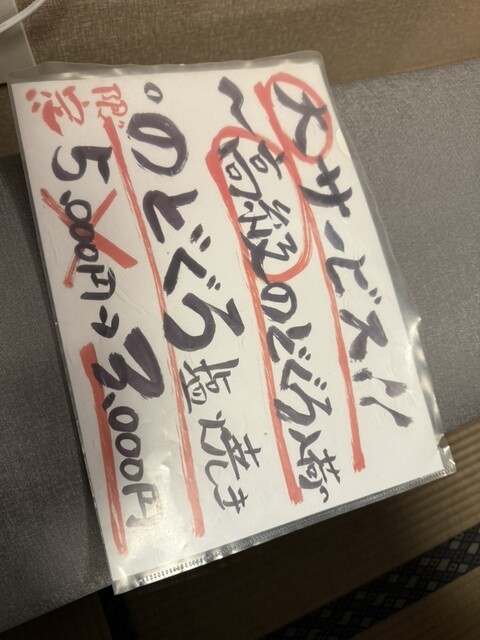 大サービス!!
〜高級のどぐろ入荷
・のどぐろ塩焼き
限定
5,000円→3,000円